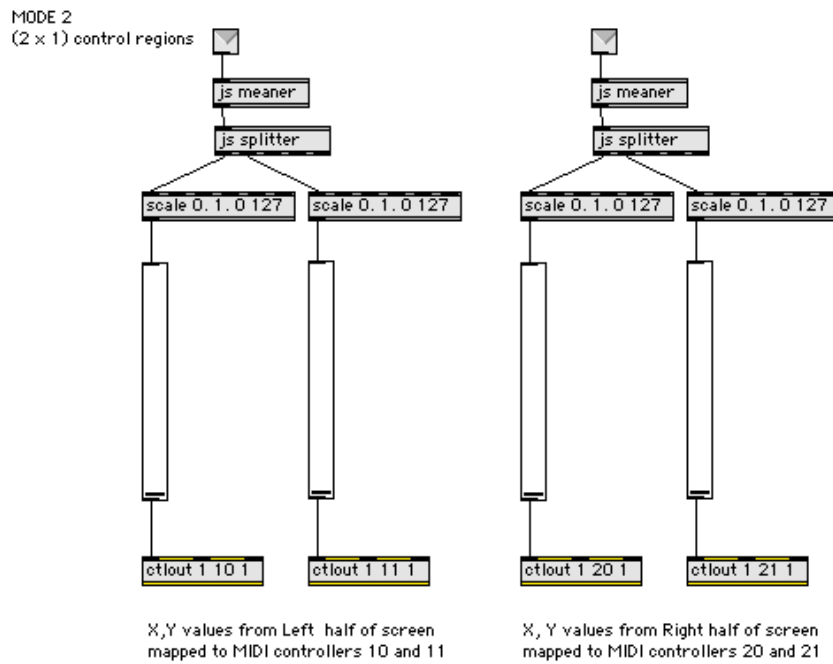 MODE 2
(2 x 1) control regions
js meaner
js meaner
js splitter
js splitter
scale 0. 1. 0 127
scale 0. 1. 0 127
scale 0. 1. 0 127
scale 0. 1. 0 127
ctlout 1 10 1
ctlout 1 11 1
ctlout 1 20 1
ctlout 1 21 1
X,Y values from Left half of screen
mapped to MIDI controllers 10 and 11
X, Y values from Right half of screen
mapped to MIDI controllers 20 and 21